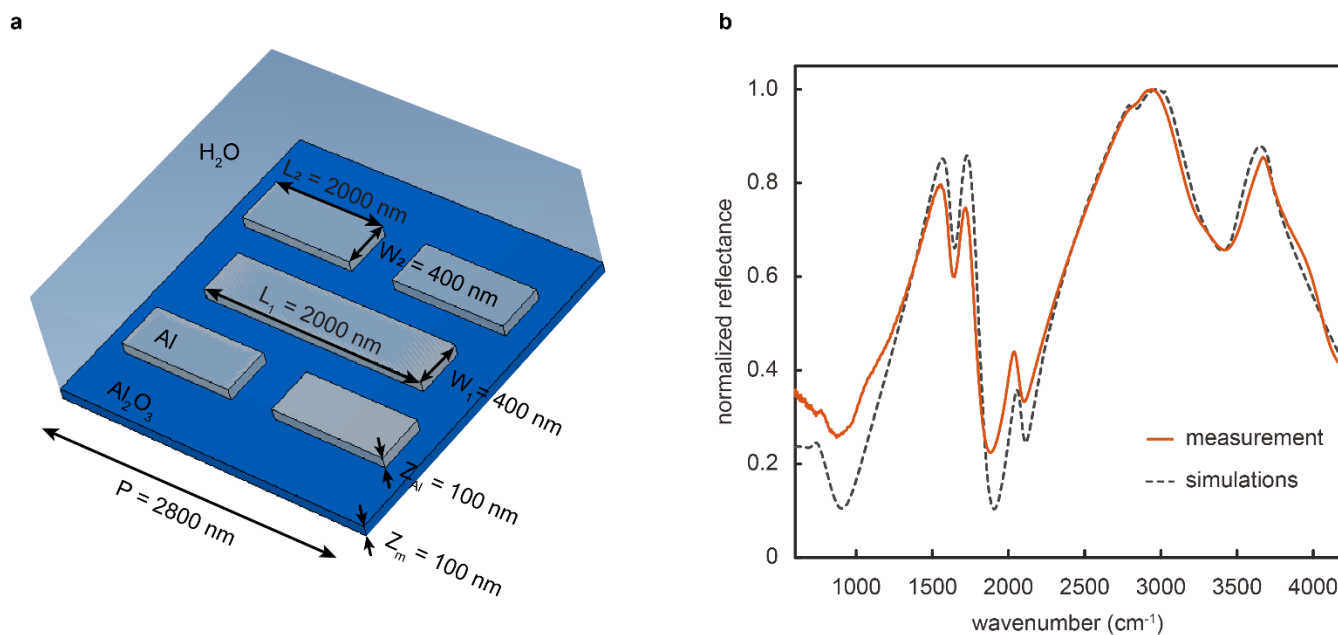 a
H₂O
L₂ = 2000 nm
W₂ = 400 nm
L₁ = 2000 nm
W₁ = 400 nm
Al
Al₂O₃
Z_Al = 100 nm
Z_m = 100 nm
P = 2800 nm
b
normalized reflectance
1.0
0.8
0.6
0.4
0.2
0
measurement
simulations
1000 1500 2000 2500 3000 3500 4000
wavenumber (cm⁻¹)